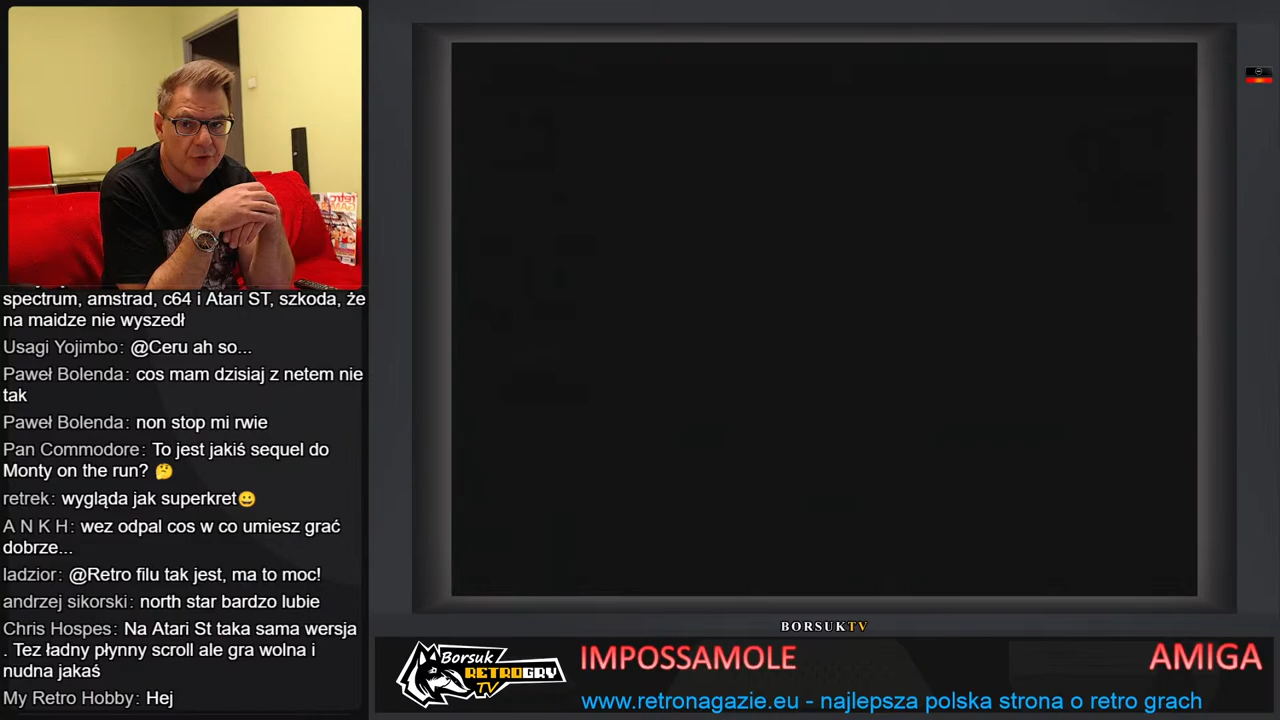 spectrum, amstrad, c64 i Atari ST, szkoda, że
na maidze nie wyszedł
Usagi Yojimbo: @Ceru ah so...
Paweł Bolenda: cos mam dzisiaj z netem nie
tak
Paweł Bolenda: non stop mi rwie
Pan Commodore: To jest jakiś sequel do
Monty on the run? 🤔
retrek: wygląda jak superkret😀
A N K H: wez odpal cos w co umiesz grać
dobrze...
ladzior: @Retro filu tak jest, ma to moc!
andrzej sikorski: north star bardzo lubie
Chris Hospes: Na Atari St taka sama wersja
. Tez ładny płynny scroll ale gra wolna i
nudna jakaś
My Retro Hobby: Hej
BORSUKTV
Borsuk
RETROGRY
TV
IMPOSSAMOLE
AMIGA
www.retronagazie.eu - najlepsza polska strona o retro grach